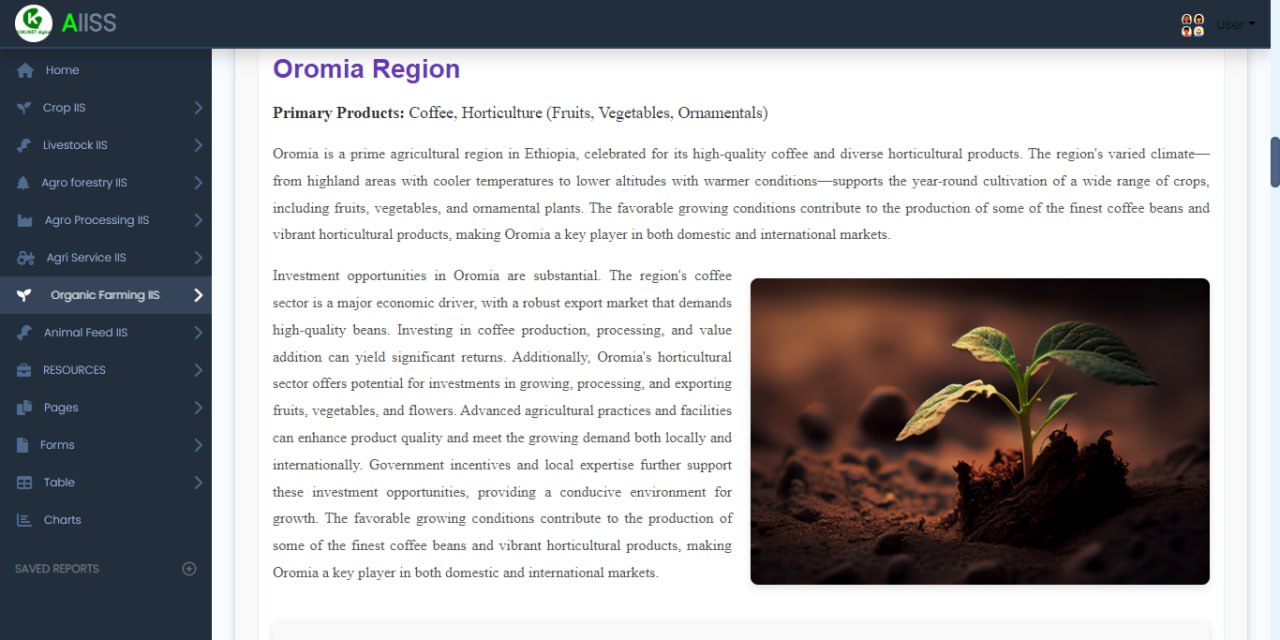 AIISS
User
Home
Crop IIS
Livestock IIS
Agro forestry IIS
Agro Processing IIS
Agri Service IIS
Organic Farming IIS
Animal Feed IIS
RESOURCES
Pages
Forms
Table
Charts
SAVED REPORTS
Oromia Region
Primary Products: Coffee, Horticulture (Fruits, Vegetables, Ornamentals)
Oromia is a prime agricultural region in Ethiopia, celebrated for its high-quality coffee and diverse horticultural products. The region's varied climate—
from highland areas with cooler temperatures to lower altitudes with warmer conditions—supports the year-round cultivation of a wide range of crops,
including fruits, vegetables, and ornamental plants. The favorable growing conditions contribute to the production of some of the finest coffee beans and
vibrant horticultural products, making Oromia a key player in both domestic and international markets.
Investment opportunities in Oromia are substantial. The region's coffee
sector is a major economic driver, with a robust export market that demands
high-quality beans. Investing in coffee production, processing, and value
addition can yield significant returns. Additionally, Oromia's horticultural
sector offers potential for investments in growing, processing, and exporting
fruits, vegetables, and flowers. Advanced agricultural practices and facilities
can enhance product quality and meet the growing demand both locally and
internationally. Government incentives and local expertise further support
these investment opportunities, providing a conducive environment for
growth. The favorable growing conditions contribute to the production of
some of the finest coffee beans and vibrant horticultural products, making
Oromia a key player in both domestic and international markets.